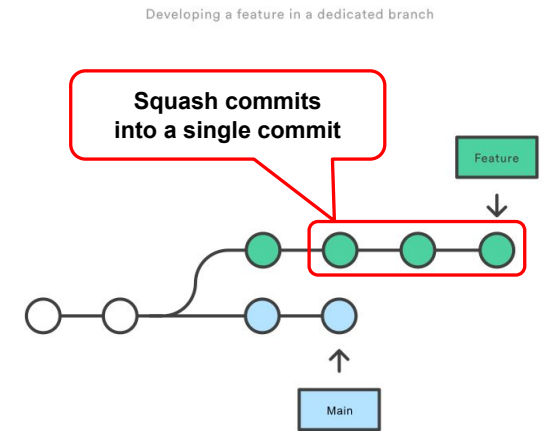 Developing a feature in a dedicated branch
Squash commits
into a single commit
Feature
Main